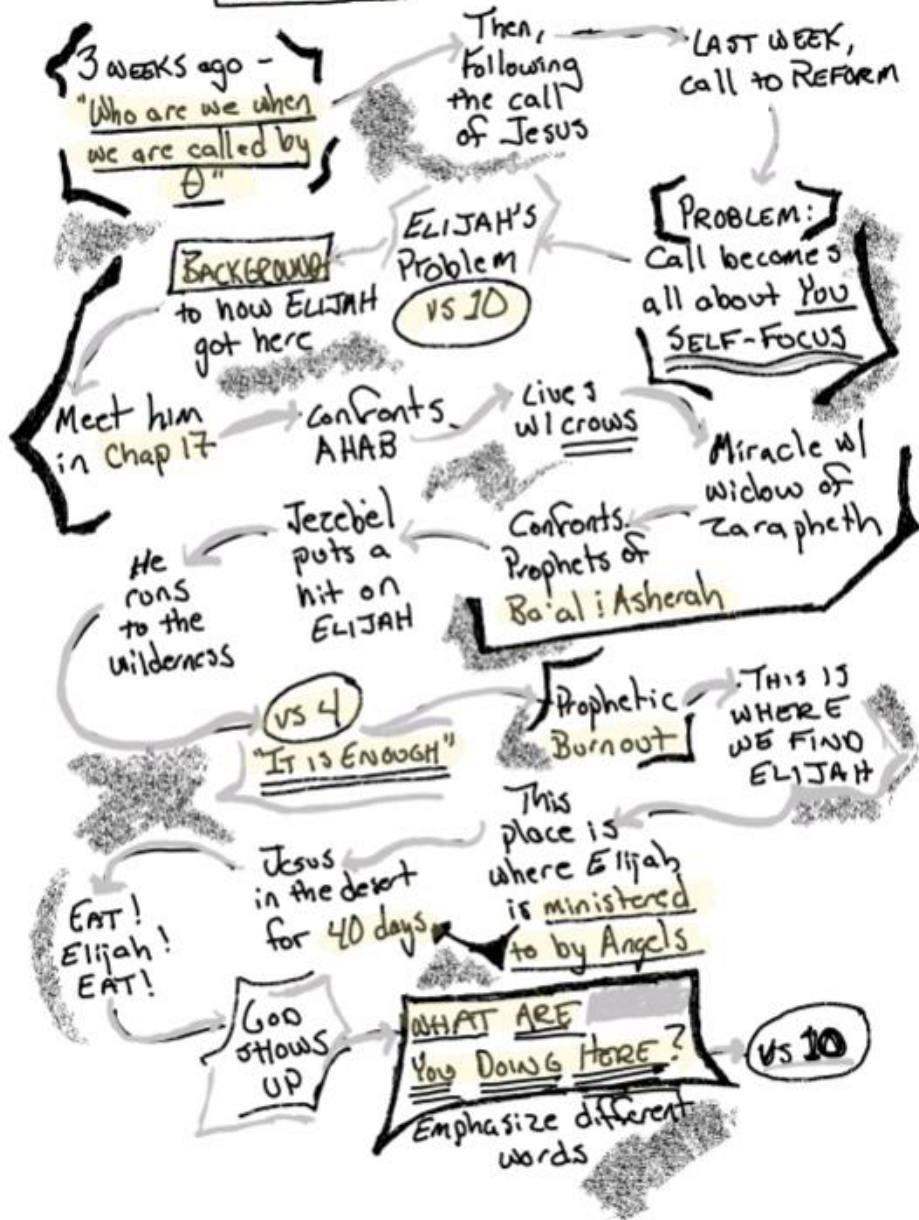 3 WEEKS ago -
"Who are we when
we are called by
θ"
Then,
following
the call
of Jesus
LAST WEEK,
call to REFORM
PROBLEM:
Call becomes
all about You
SELF-FOCUS
ELIJAH'S
Problem
vs 10
BACKGROUND
to how ELIJAH
got here
Meet him
in Chap 17
Confronts
AHAB
Lives
w/ crows
Miracle w/
widow of
Zarapheth
Confronts
Prophets of
Ba'al i Asherah
Jezebel
puts a
hit on
ELIJAH
He
runs
to the
wilderness
vs 4
"IT IS ENOUGH"
Prophetic
Burnout
THIS IS
WHERE
WE FIND
ELIJAH
This
place is
where Elijah
is ministered
to by Angels
Jesus
in the desert
for 40 days
EAT!
Elijah!
EAT!
GOD
SHOWS
UP
WHAT ARE
YOU DOING HERE?
Emphasize different
words
vs 10